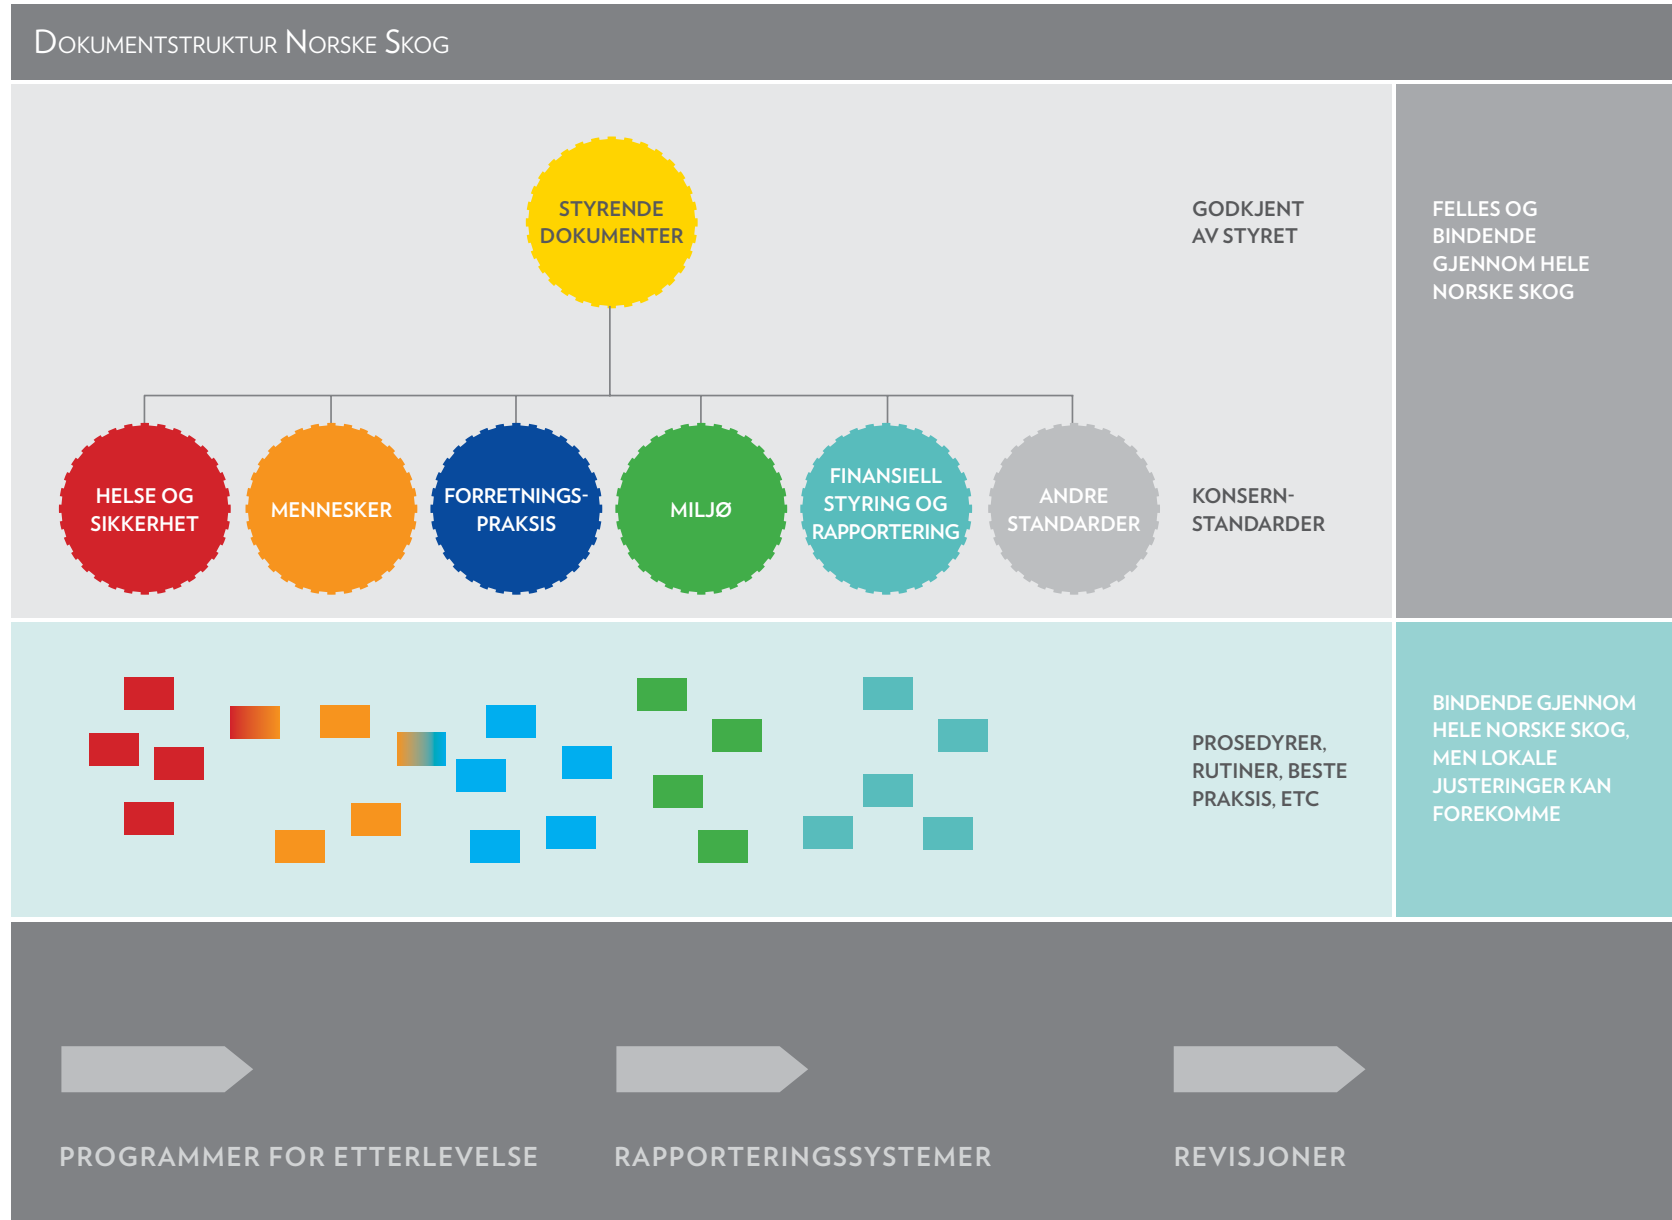 DOKUMENTSTRUKTUR NORSKE SKOG
STYRENDE
DOKUMENTER
GODKJENT
AV STYRET
FELLES OG
BINDENDE
GJENNOM HELE
NORSKE SKOG
HELSE OG
SIKKERHET
MENNESKER
FORRETNINGS-
PRAKSIS
MILJØ
FINANSIELL
STYRING OG
RAPPORTERING
ANDRE
STANDARDER
KONSERN-
STANDARDER
PROSEDYRER,
RUTINER, BESTE
PRAKSIS, ETC
BINDENDE GJENNOM
HELE NORSKE SKOG,
MEN LOKALE
JUSTERINGER KAN
FOREKOMME
PROGRAMMER FOR ETTERLEVELSE
RAPPORTERINGSSYSTEMER
REVISJONER